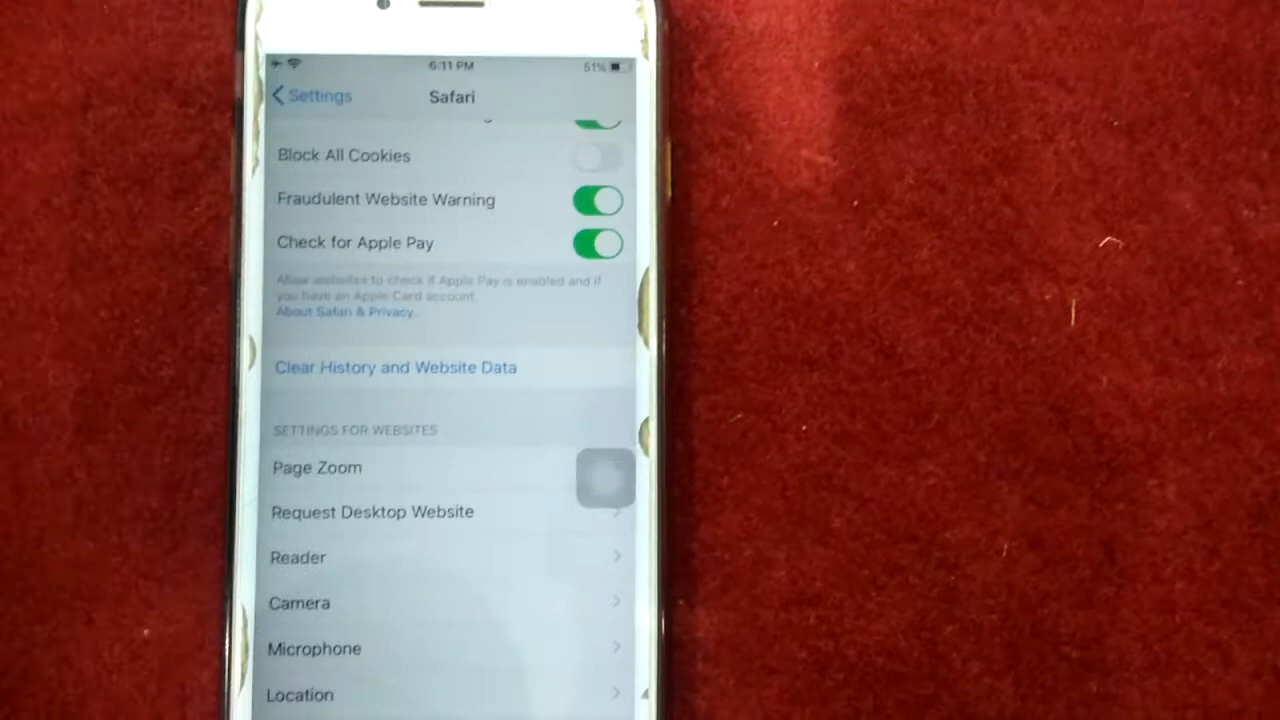 6:11 PM
51%
Settings
Safari
Block All Cookies
Fraudulent Website Warning
Check for Apple Pay
Allow websites to check if Apple Pay is enabled and if
you have an Apple Card account.
About Safari & Privacy...
Clear History and Website Data
SETTINGS FOR WEBSITES
Page Zoom
Request Desktop Website
Reader
Camera
Microphone
Location